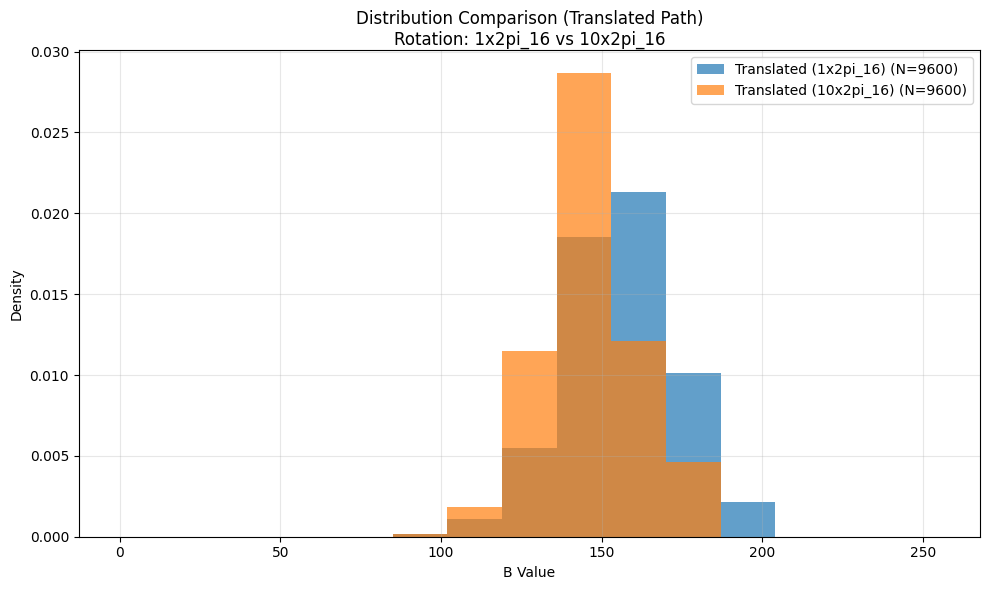 Distribution Comparison (Translated Path)
Rotation: 1x2pi_16 vs 10x2pi_16
Translated (1x2pi_16) (N=9600)
Translated (10x2pi_16) (N=9600)
Density
0.030
0.025
0.020
0.015
0.010
0.005
0.000
0 50 100 150 200 250
B Value